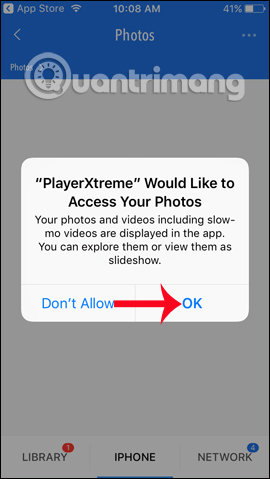 App Store 10:08 AM 41%
Photos
Photos
Quantrimang
“PlayerXtreme” Would Like to
Access Your Photos
Your photos and videos including slow-
mo videos are displayed in the app.
You can explore them or view them as
slideshow.
Don’t Allow OK
1 4
LIBRARY IPHONE NETWORK